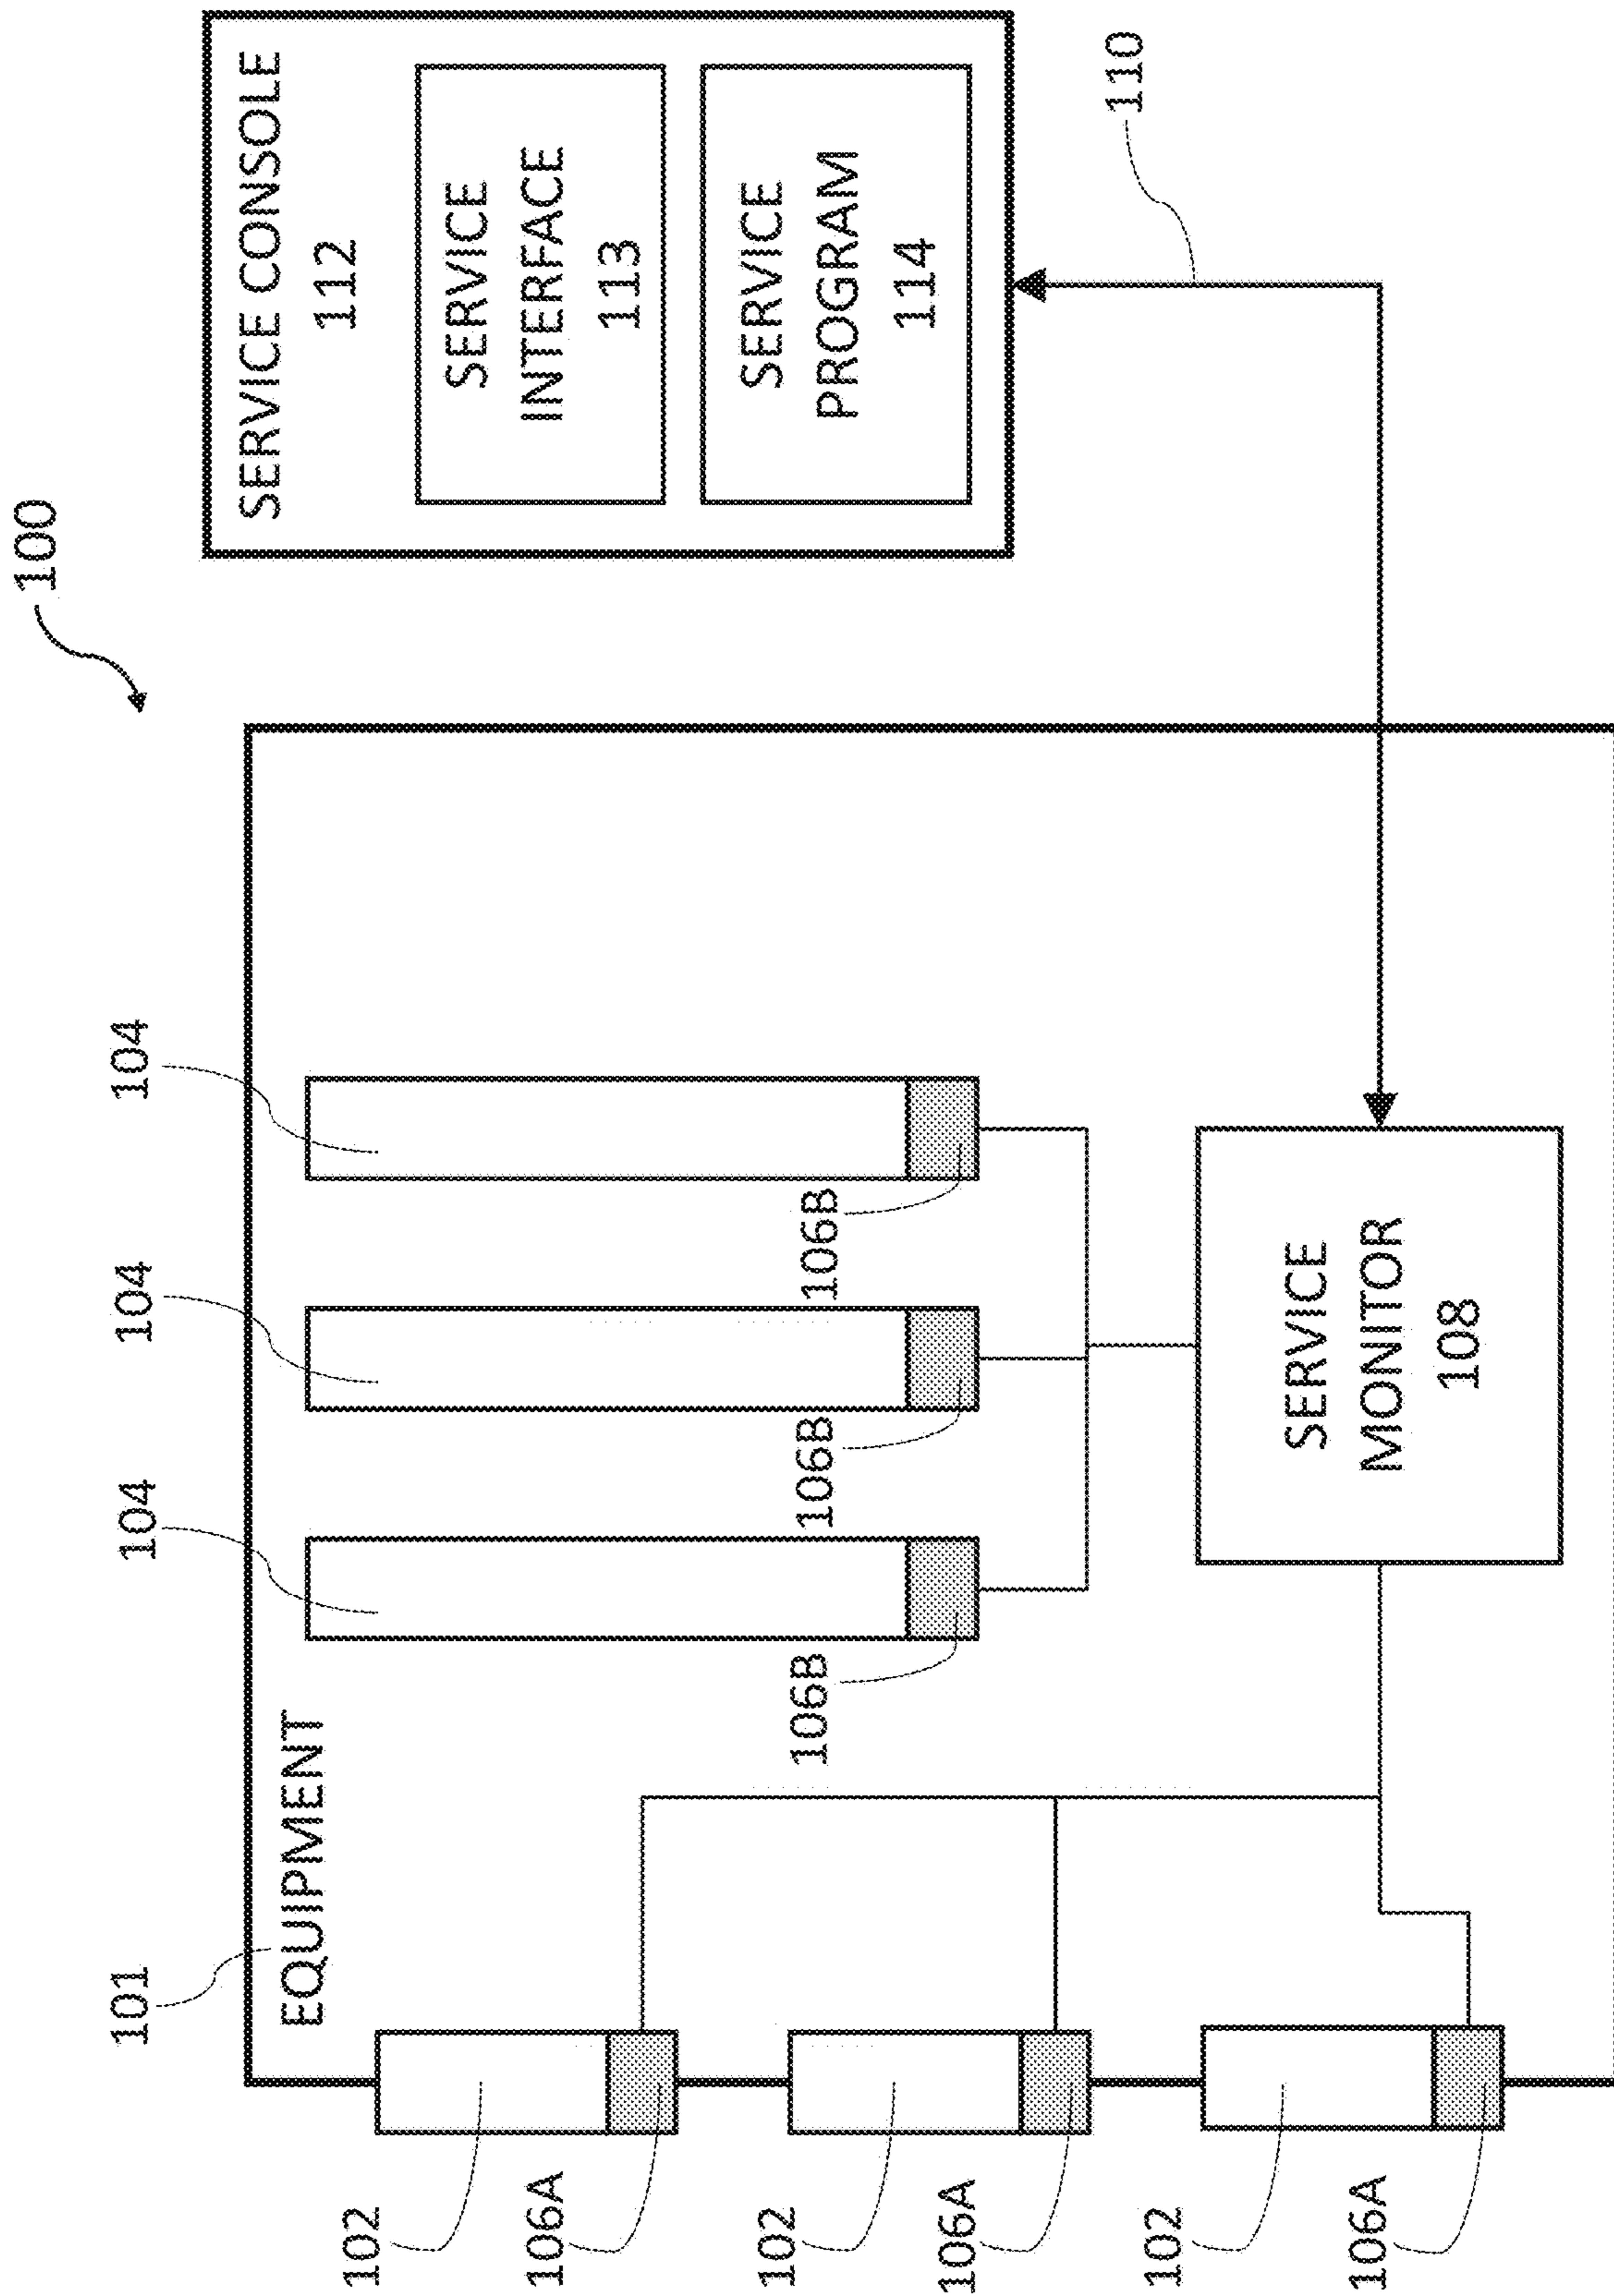 100
101
EQUIPMENT
104
104
104
SERVICE CONSOLE
112
SERVICE
INTERFACE
113
SERVICE
PROGRAM
114
102
106A
106B
106B
106B
102
106A
110
SERVICE
MONITOR
108
102
106A